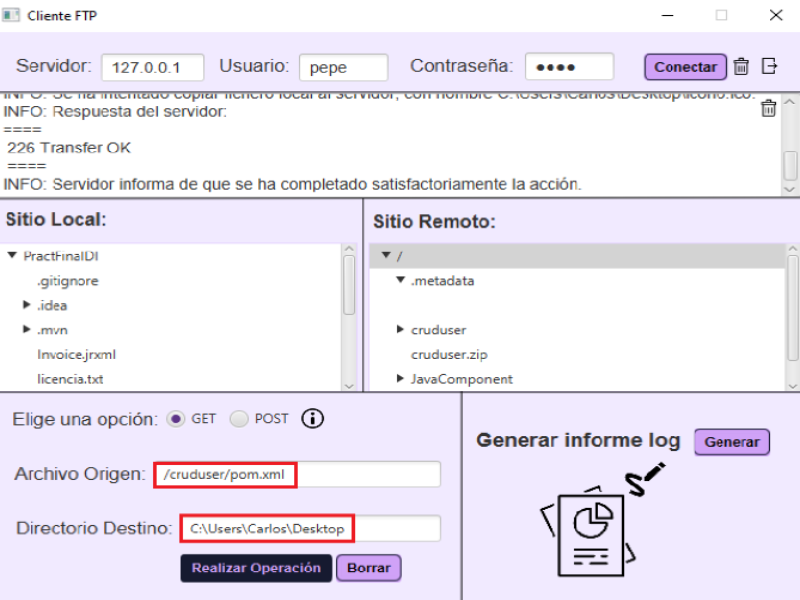 Cliente FTP
Servidor: 127.0.0.1 Usuario: pepe Contraseña: ●●●● Conectar
INFO: Se ha intentado copiar fichero local al servidor, con nombre C:\Users\Carlos\Desktop\icono.ico.
INFO: Respuesta del servidor:
====
226 Transfer OK
====
INFO: Servidor informa de que se ha completado satisfactoriamente la acción.
Sitio Local:
PractFinalDI
.gitignore
.idea
.mvn
Invoice.jrxml
licencia.txt
Sitio Remoto:
/
.metadata
cruduser
cruduser.zip
JavaComponent
Elige una opción: GET POST
Archivo Origen: /cruduser/pom.xml
Directorio Destino: C:\Users\Carlos\Desktop
Realizar Operación Borrar
Generar informe log Generar